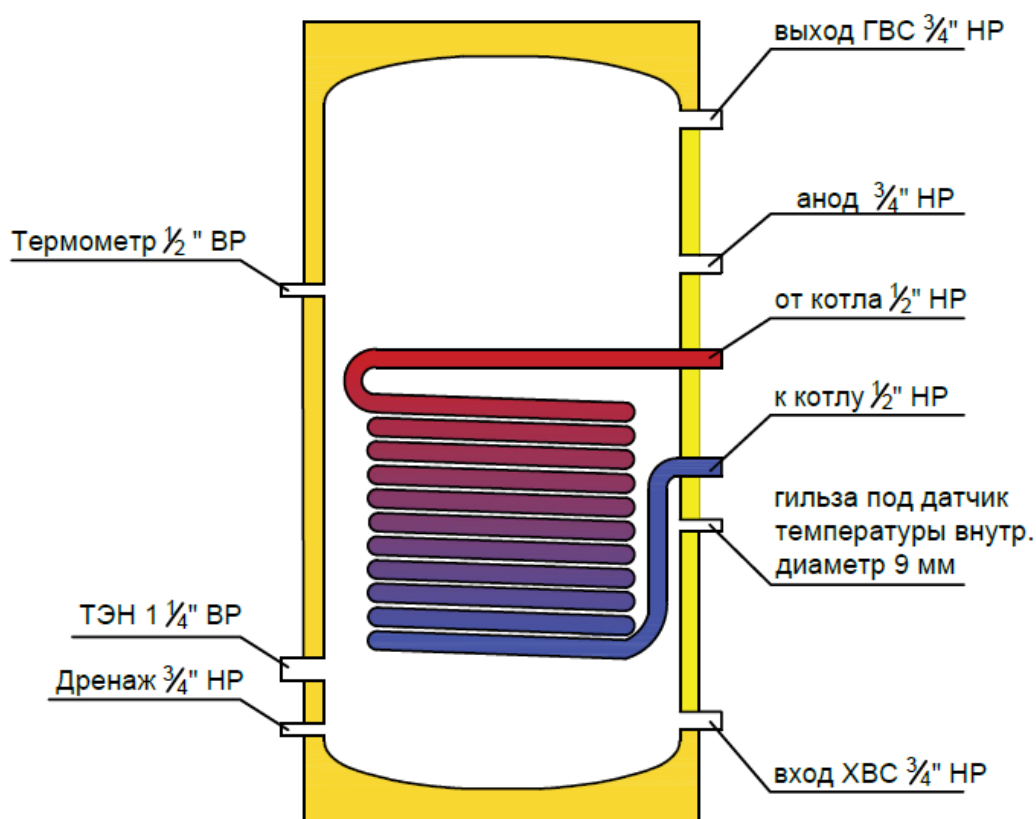 выход ГВС 3/4" НР
анод 3/4" НР
Термометр 1/2 " ВР
от котла 1/2" НР
к котлу 1/2" НР
гильза под датчик
температуры внутр.
диаметр 9 мм
ТЭН 1 1/4" ВР
Дренаж 3/4" НР
вход ХВС 3/4" НР